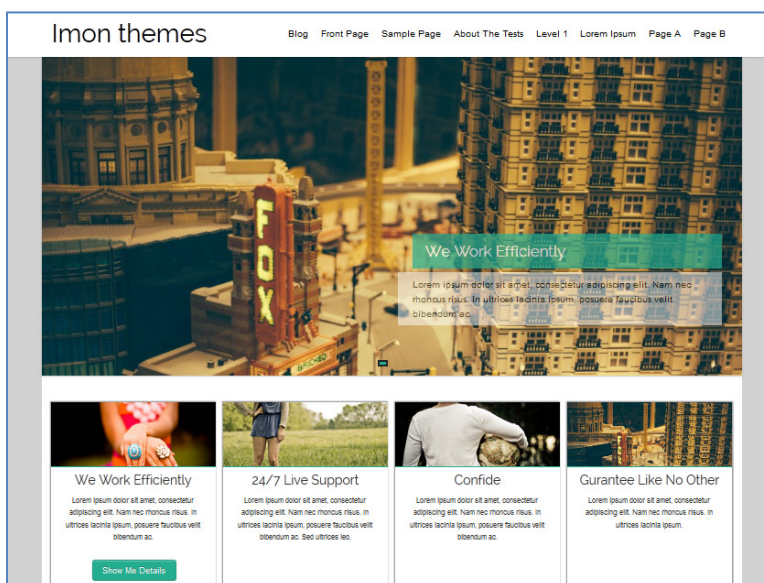 Imon themes
Blog Front Page Sample Page About The Tests Level 1 Lorem Ipsum Page A Page B
FOX
We Work Efficiently
Lorem ipsum dolor sit amet, consectetur adipiscing elit. Nam nec
rhoncus risus. In ultrices lacinia ipsum, posuere faucibus velit
bibendum ac.
We Work Efficiently
Lorem ipsum dolor sit amet, consectetur
adipiscing elit. Nam nec rhoncus risus. In
ultrices lacinia ipsum, posuere faucibus velit
bibendum ac.
Show Me Details
24/7 Live Support
Lorem ipsum dolor sit amet, consectetur
adipiscing elit. Nam nec rhoncus risus. In
ultrices lacinia ipsum, posuere faucibus velit
bibendum ac. Sed ultrices leo.
Confide
Lorem ipsum dolor sit amet, consectetur
adipiscing elit. Nam nec rhoncus risus. In
ultrices lacinia ipsum, posuere faucibus velit
bibendum ac.
Gurantee Like No Other
Lorem ipsum dolor sit amet, consectetur
adipiscing elit. Nam nec rhoncus risus. In
ultrices lacinia ipsum.